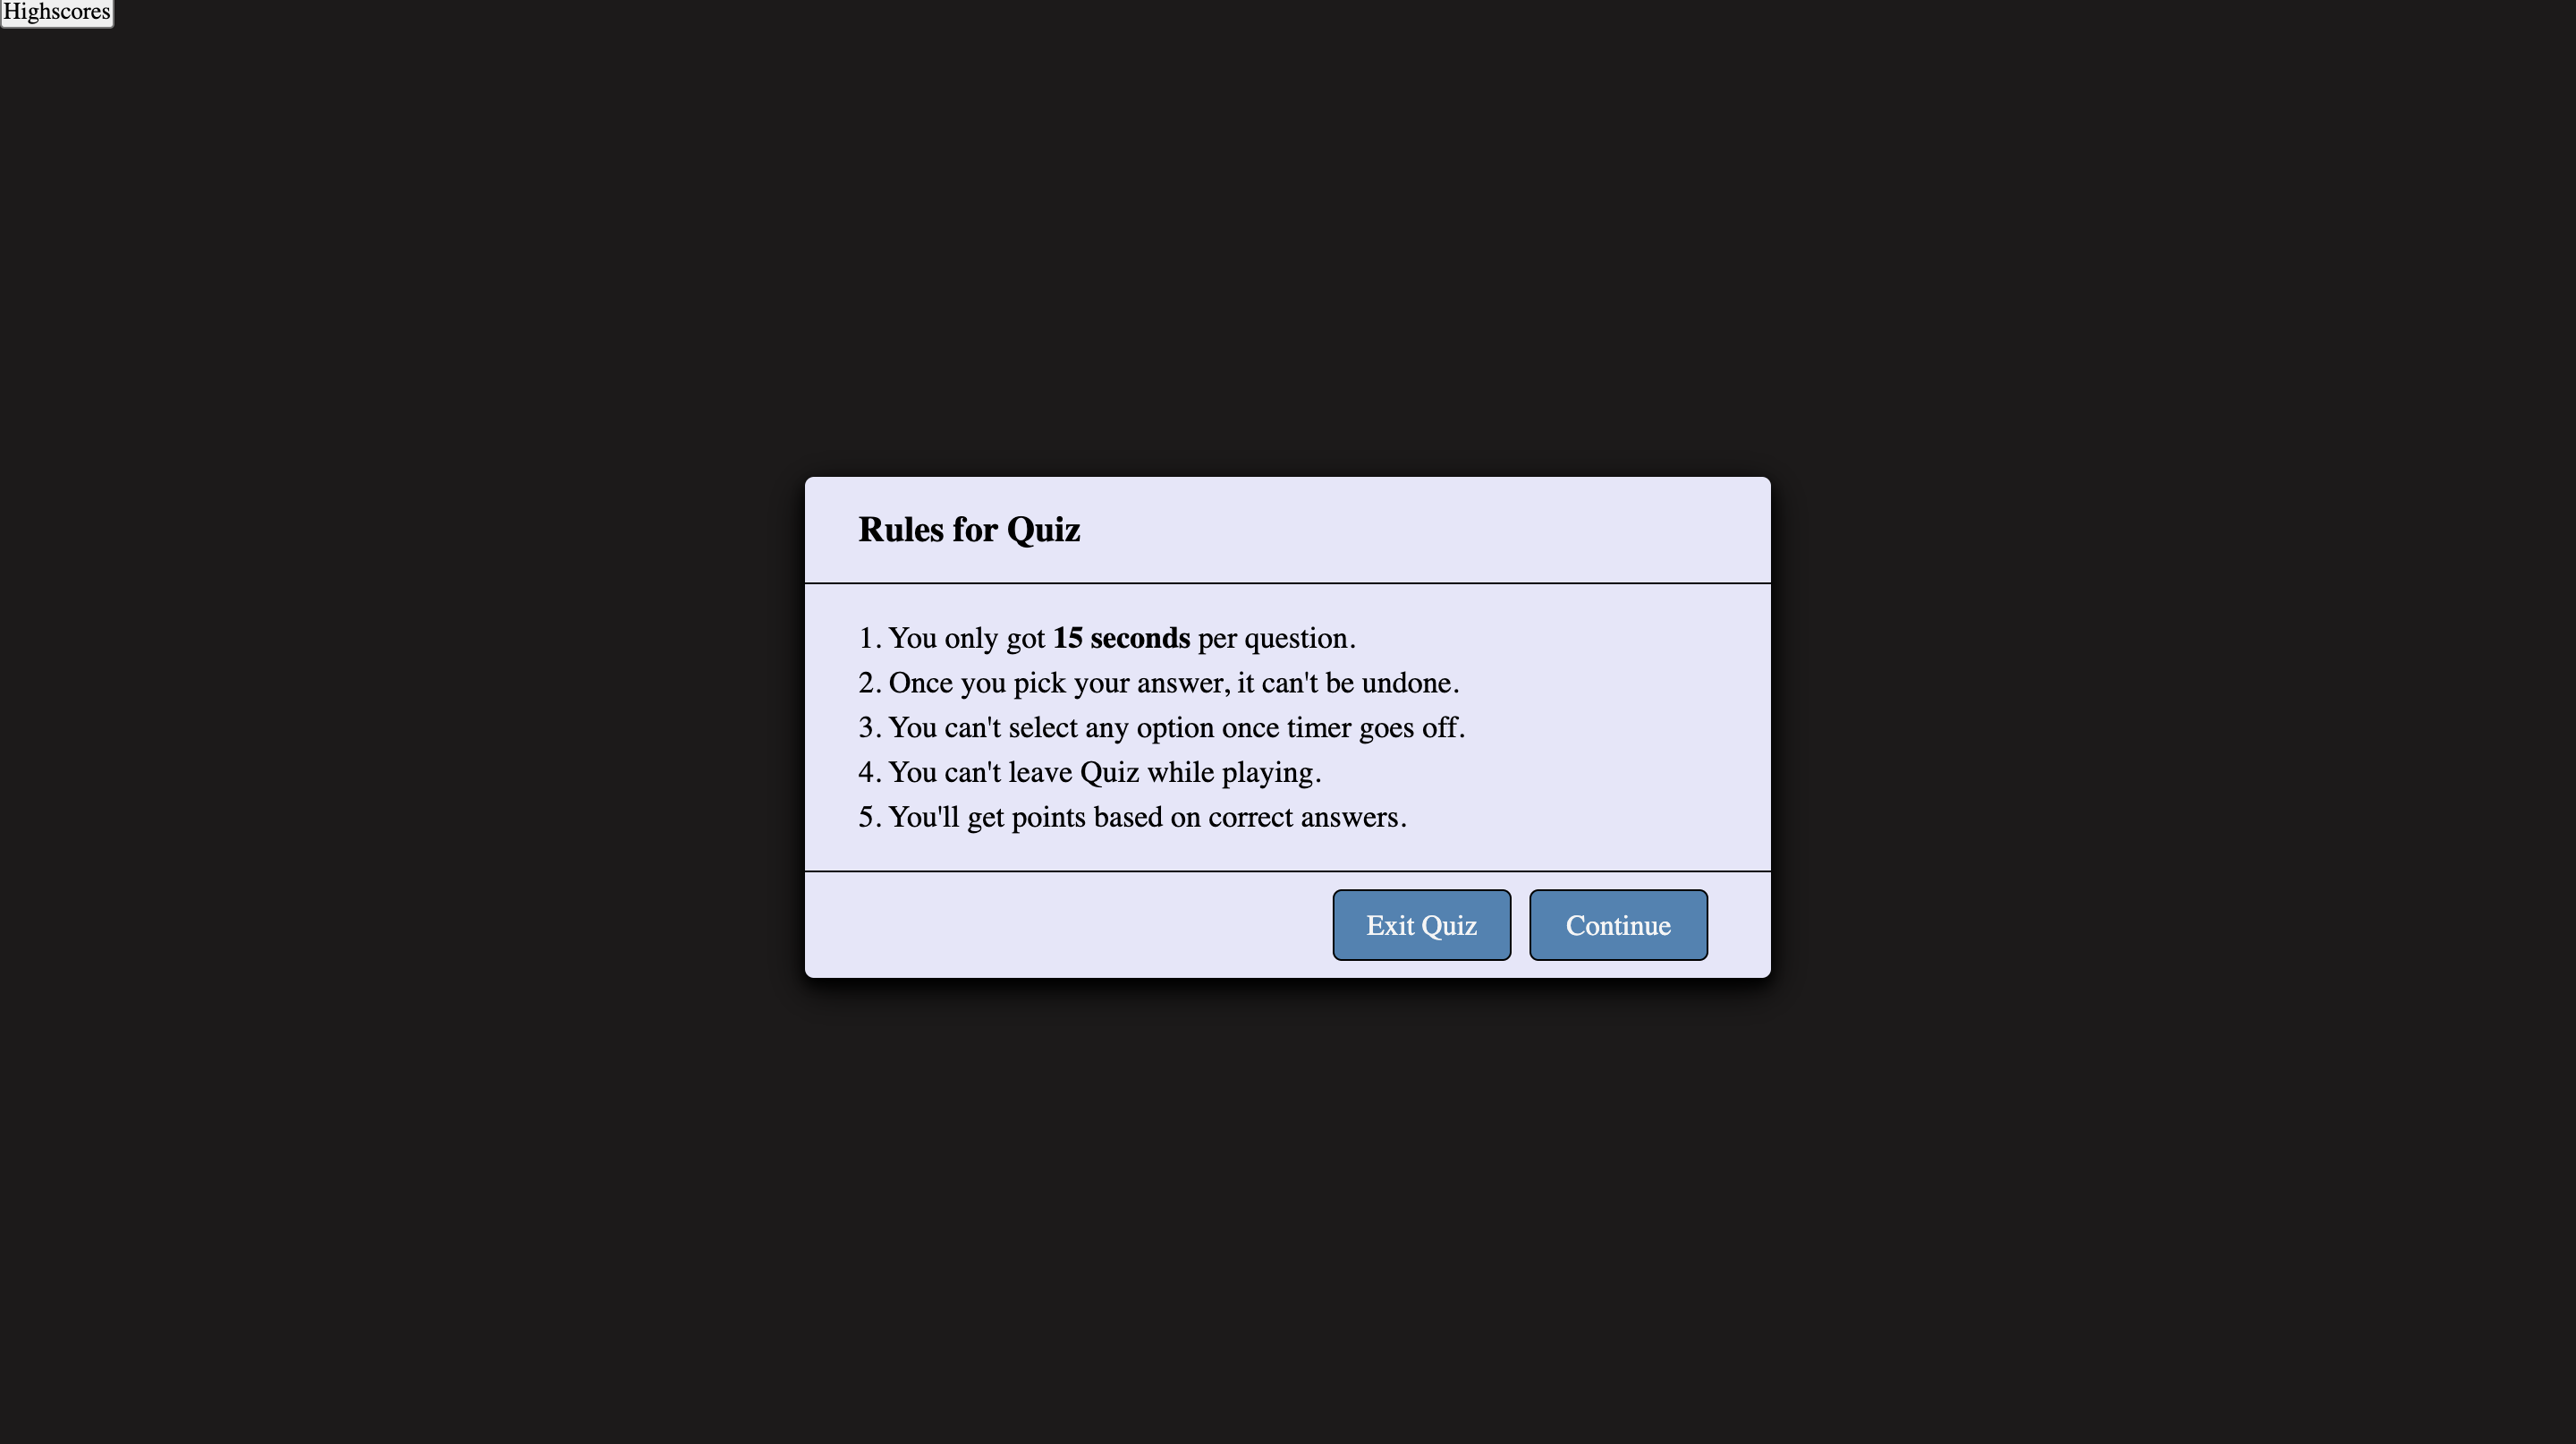 Highscores
Rules for Quiz
1. You only got 15 seconds per question.
2. Once you pick your answer, it can't be undone.
3. You can't select any option once timer goes off.
4. You can't leave Quiz while playing.
5. You'll get points based on correct answers.
Exit Quiz Continue